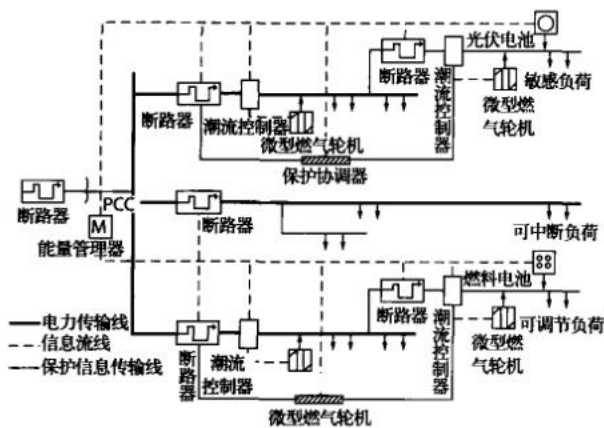 光伏电池
断路器
敏感负荷
断路器
潮流控制器
微型燃气轮机
潮流控制器
微型燃
气轮机
保护协调器
断路器
PCC
断路器
M
能量管理器
可中断负荷
燃料电池
断路器
可调节负荷
潮流控制器
微型燃
气轮机
电力传输线
信息流线
保护信息传输线
断路器
潮流
控制器
微型燃气轮机